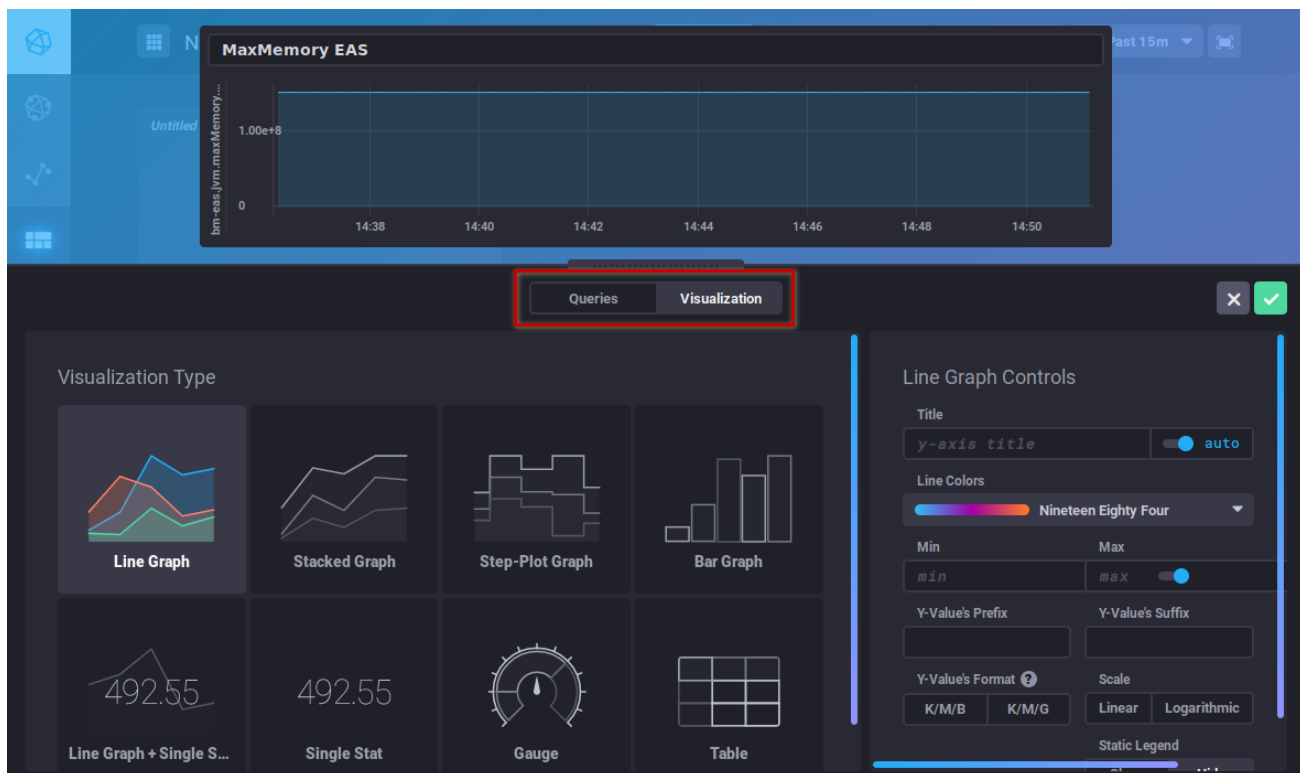 N
Past 15m
MaxMemory EAS
Untitled
bm-eas.jvm.maxMemory....
1.00e+8
0
14:38
14:40
14:42
14:44
14:46
14:48
14:50
Queries
Visualization
Visualization Type
Line Graph
Stacked Graph
Step-Plot Graph
Bar Graph
492.55
492.55
Line Graph + Single S...
Single Stat
Gauge
Table
Line Graph Controls
Title
y-axis title
auto
Line Colors
Nineteen Eighty Four
Min
Max
min
max
Y-Value's Prefix
Y-Value's Suffix
Y-Value's Format ?
Scale
K/M/B
K/M/G
Linear
Logarithmic
Static Legend